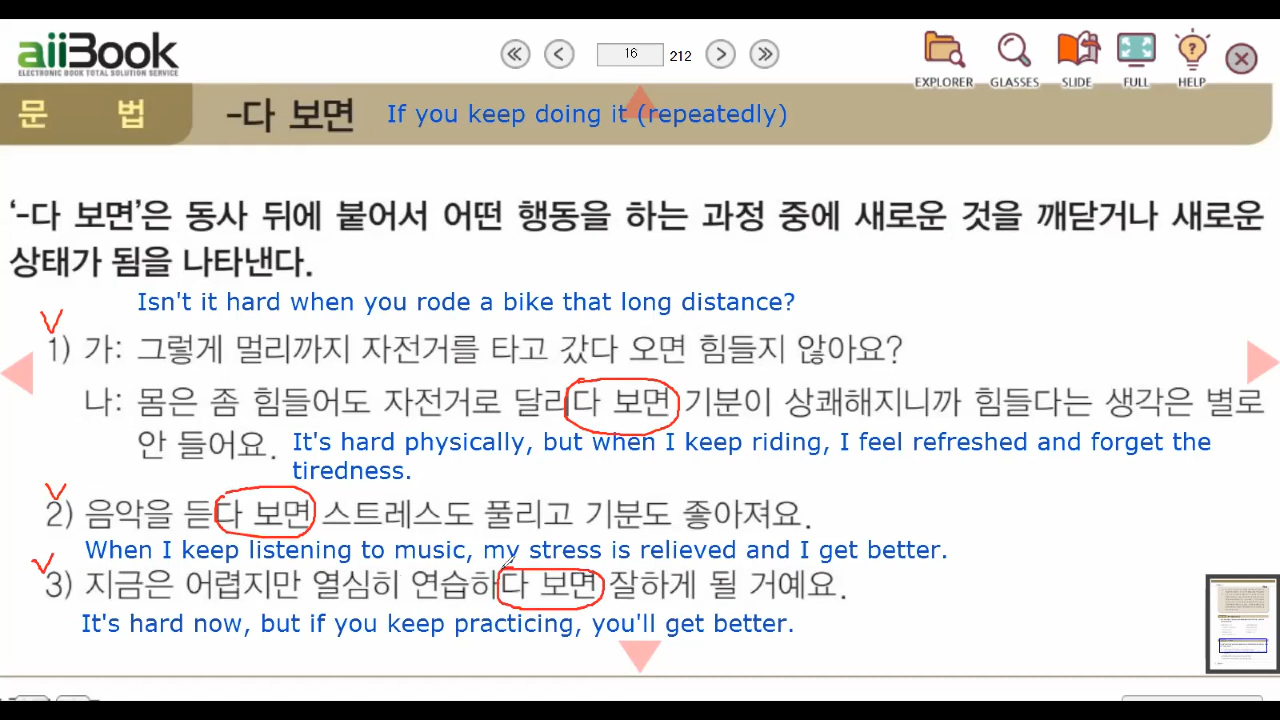 aiiBook
ELECTRONIC BOOK TOTAL SOLUTION SERVICE
16 212
EXPLORER GLASSES SLIDE FULL HELP
문 법 -다 보면 If you keep doing it (repeatedly)
‘-다 보면’은 동사 뒤에 붙어서 어떤 행동을 하는 과정 중에 새로운 것을 깨닫거나 새로운
상태가 됨을 나타낸다.
Isn't it hard when you rode a bike that long distance?
1) 가: 그렇게 멀리까지 자전거를 타고 갔다 오면 힘들지 않아요?
나: 몸은 좀 힘들어도 자전거로 달리다 보면 기분이 상쾌해지니까 힘들다는 생각은 별로
안 들어요. It's hard physically, but when I keep riding, I feel refreshed and forget the
tiredness.
2) 음악을 듣다 보면 스트레스도 풀리고 기분도 좋아져요.
When I keep listening to music, my stress is relieved and I get better.
3) 지금은 어렵지만 열심히 연습하다 보면 잘하게 될 거예요.
It's hard now, but if you keep practicing, you'll get better.